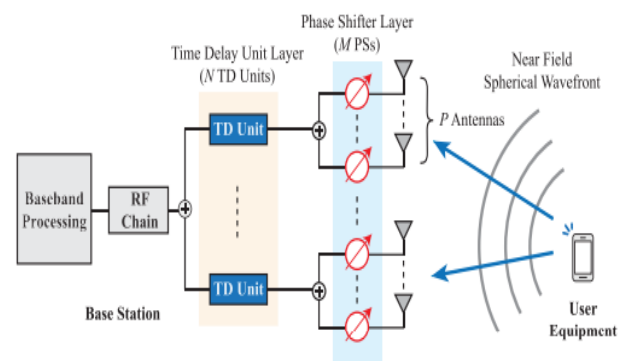 Phase Shifter Layer
(M PSs)
Time Delay Unit Layer
(N TD Units)
Near Field
Spherical Wavefront
TD Unit
P Antennas
Baseband
Processing
RF
Chain
TD Unit
Base Station
User
Equipment